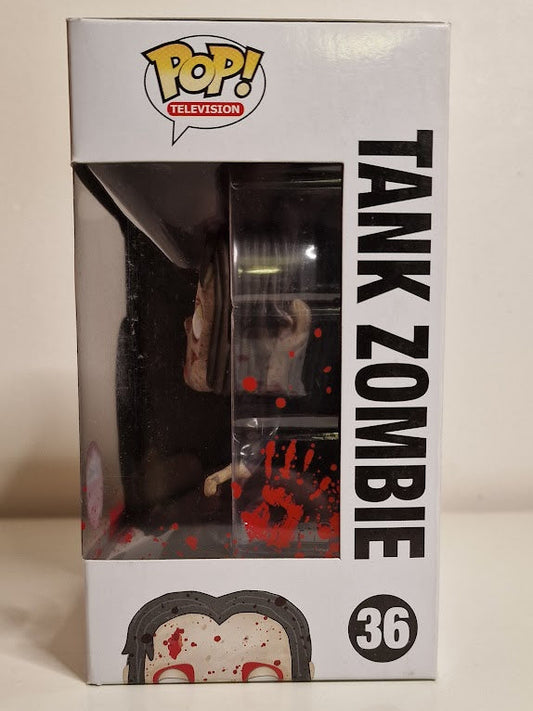 POP!
TELEVISION
TANK ZOMBIE
36